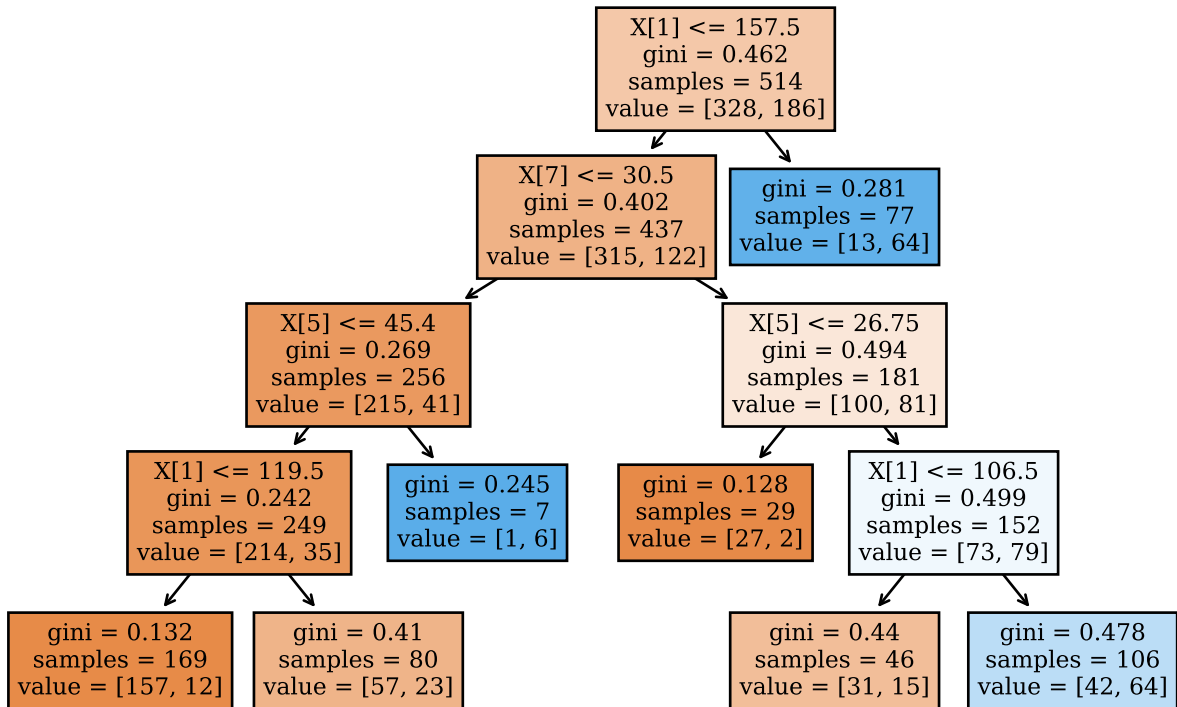 X[1] <= 157.5
gini = 0.462
samples = 514
value = [328, 186]
X[7] <= 30.5
gini = 0.402
samples = 437
value = [315, 122]
gini = 0.281
samples = 77
value = [13, 64]
X[5] <= 45.4
gini = 0.269
samples = 256
value = [215, 41]
X[5] <= 26.75
gini = 0.494
samples = 181
value = [100, 81]
X[1] <= 119.5
gini = 0.242
samples = 249
value = [214, 35]
gini = 0.245
samples = 7
value = [1, 6]
gini = 0.128
samples = 29
value = [27, 2]
X[1] <= 106.5
gini = 0.499
samples = 152
value = [73, 79]
gini = 0.132
samples = 169
value = [157, 12]
gini = 0.41
samples = 80
value = [57, 23]
gini = 0.44
samples = 46
value = [31, 15]
gini = 0.478
samples = 106
value = [42, 64]